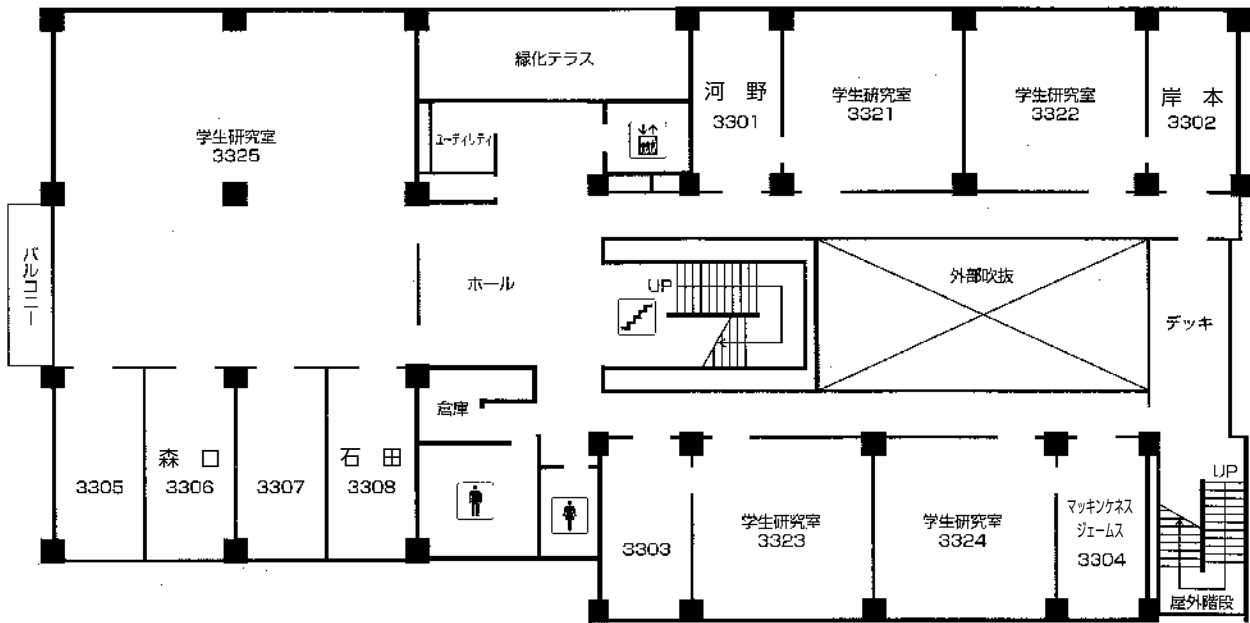 緑化テラス
河 野
3301
学生研究室
3321
学生研究室
3322
岸 本
3302
学生研究室
3325
ユーティリティ
バルコニー
ホール
UP
外部吹抜
デッキ
倉庫
3305
森 口
3306
3307
石 田
3308
3303
学生研究室
3323
学生研究室
3324
マッキンケネス
ジェームス
3304
UP
屋外階段